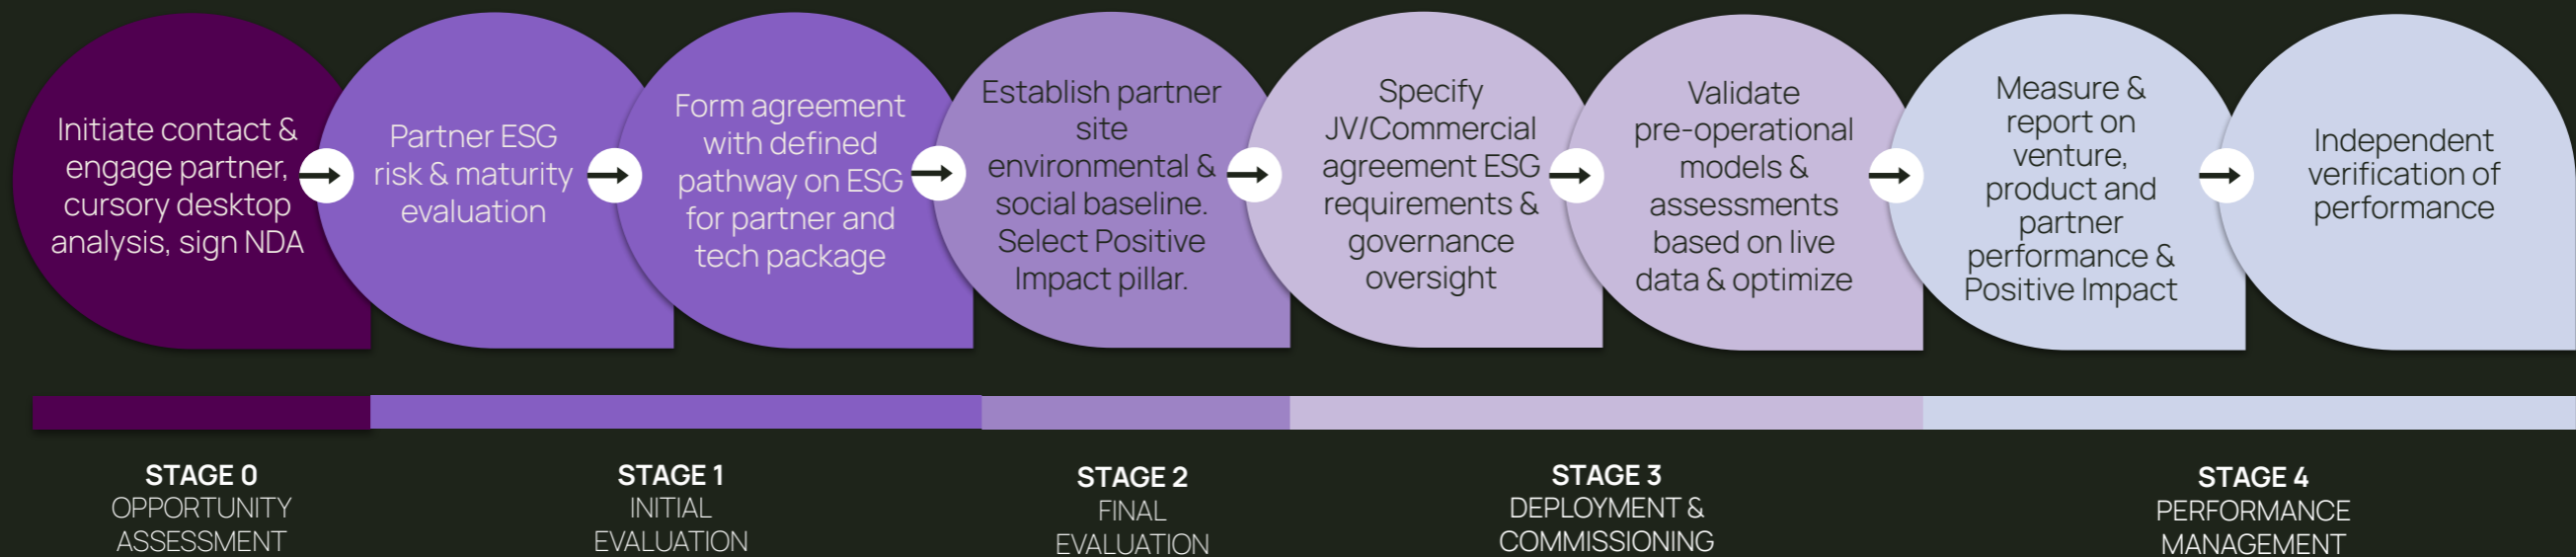 Initiate contact &
engage partner,
cursory desktop
analysis, sign NDA
Partner ESG
risk & maturity
evaluation
Form agreement
with defined
pathway on ESG
for partner and
tech package
Establish partner
site
environmental &
social baseline.
Select Positive
Impact pillar.
Specify
JV/Commercial
agreement ESG
requirements &
governance
oversight
Validate
pre-operational
models &
assessments
based on live
data & optimize
Measure &
report on
venture,
product and
partner
performance &
Positive Impact
Independent
verification of
performance
STAGE 0
OPPORTUNITY
ASSESSMENT
STAGE 1
INITIAL
EVALUATION
STAGE 2
FINAL
EVALUATION
STAGE 3
DEPLOYMENT &
COMMISSIONING
STAGE 4
PERFORMANCE
MANAGEMENT